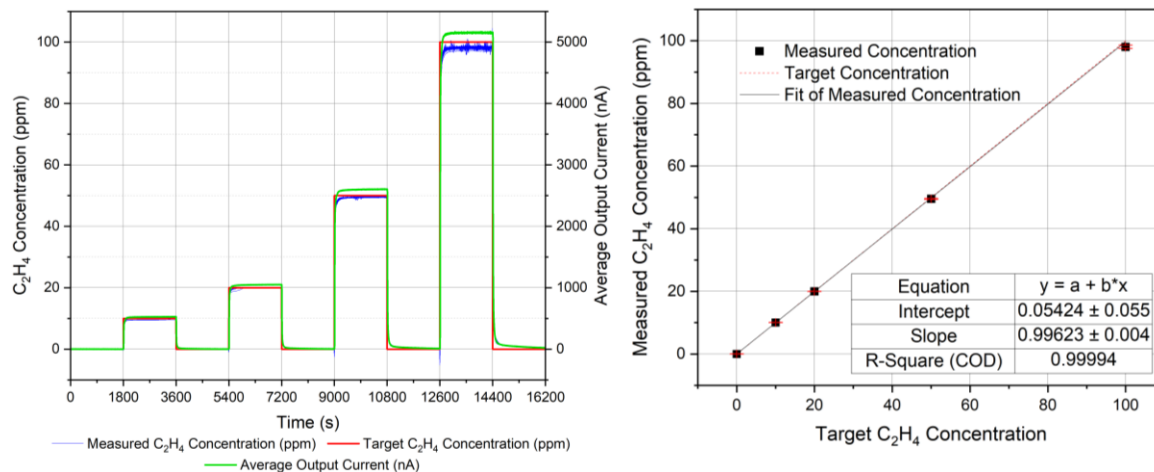 100
80
60
40
20
0
C₂H₄ Concentration (ppm)
5000
4000
3000
2000
1000
0
Average Output Current (nA)
0 1800 3600 5400 7200 9000 10800 12600 14400 16200
Time (s)
Measured C₂H₄ Concentration (ppm) Target C₂H₄ Concentration (ppm)
Average Output Current (nA)
Measured Concentration
Target Concentration
Fit of Measured Concentration
100
80
60
40
20
0
Measured C₂H₄ Concentration (ppm)
Equation y = a + b*x
Intercept 0.05424 ± 0.055
Slope 0.99623 ± 0.004
R-Square (COD) 0.99994
0 20 40 60 80 100
Target C₂H₄ Concentration